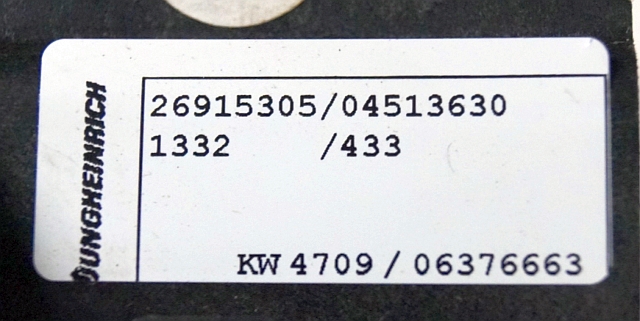 JUNGHEINRICH
26915305/04513630
1332 /433
KW 4709 / 06376663